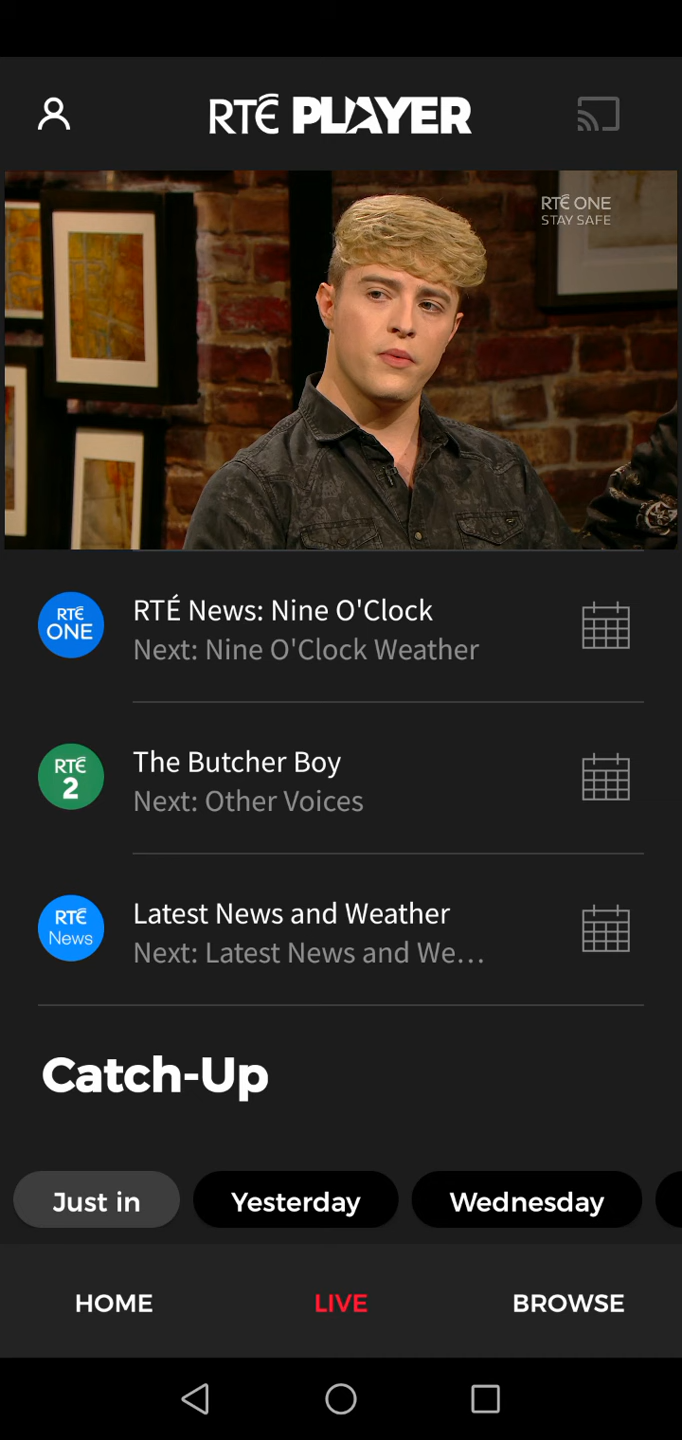 RTÉ PLAYER
RTÉ ONE
STAY SAFE
RTÉ
ONE
RTÉ News: Nine O'Clock
Next: Nine O'Clock Weather
RTÉ
2
The Butcher Boy
Next: Other Voices
RTÉ
News
Latest News and Weather
Next: Latest News and We...
Catch-Up
Just in
Yesterday
Wednesday
HOME
LIVE
BROWSE